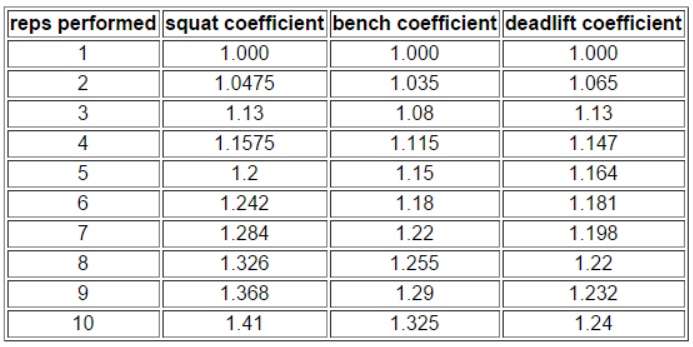 reps performed squat coefficient bench coefficient deadlift coefficient
1 1.000 1.000 1.000
2 1.0475 1.035 1.065
3 1.13 1.08 1.13
4 1.1575 1.115 1.147
5 1.2 1.15 1.164
6 1.242 1.18 1.181
7 1.284 1.22 1.198
8 1.326 1.255 1.22
9 1.368 1.29 1.232
10 1.41 1.325 1.24